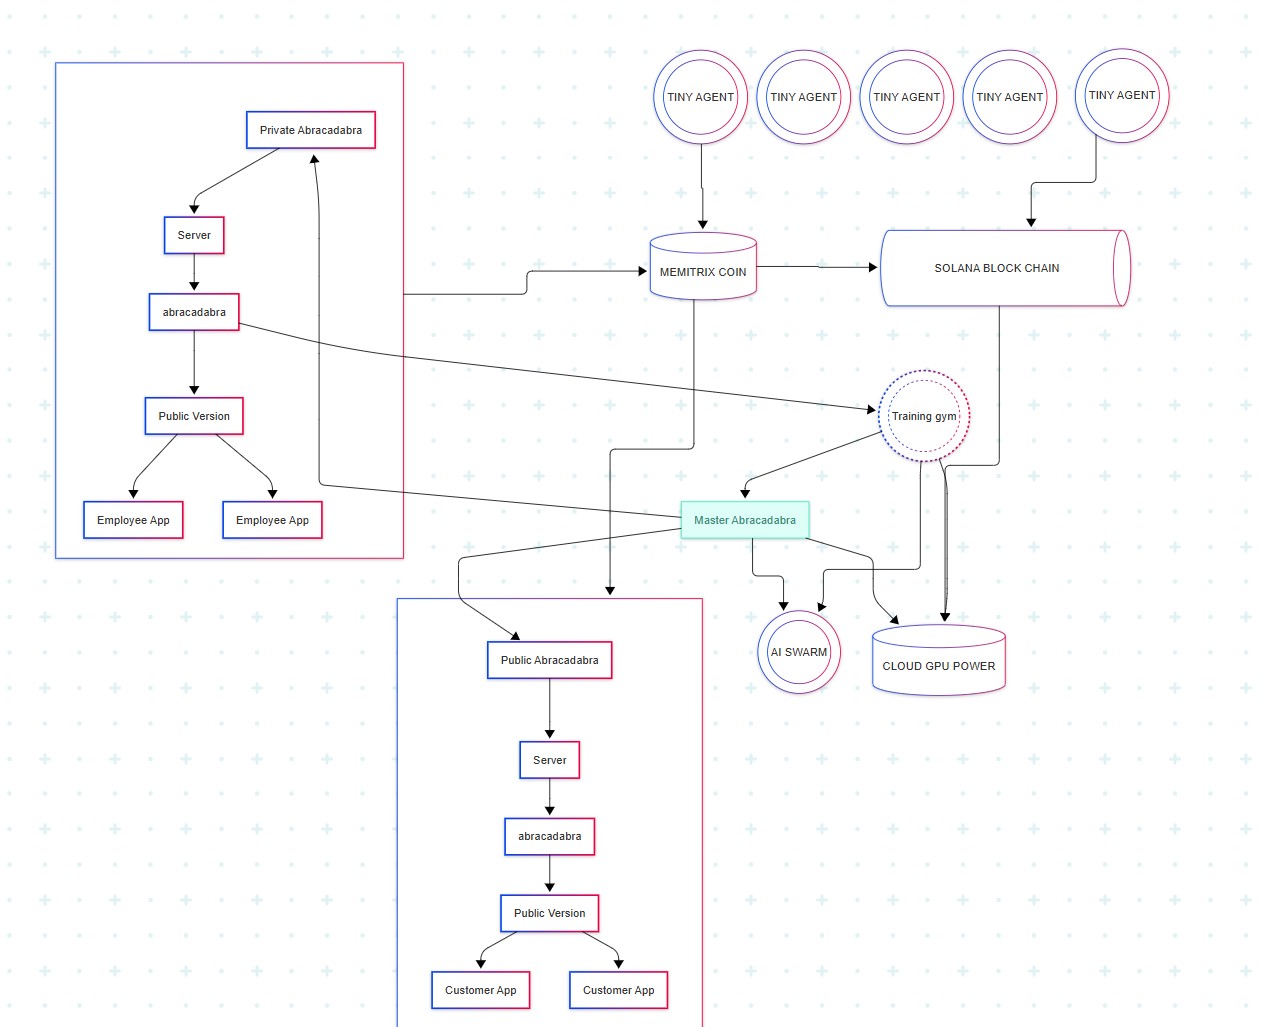 TINY AGENT
TINY AGENT
TINY AGENT
TINY AGENT
TINY AGENT
Private Abracadabra
Server
abracadabra
Public Version
Employee App
Employee App
MEMITRIX COIN
SOLANA BLOCK CHAIN
Training gym
Master Abracadabra
AI SWARM
CLOUD GPU POWER
Public Abracadabra
Server
abracadabra
Public Version
Customer App
Customer App